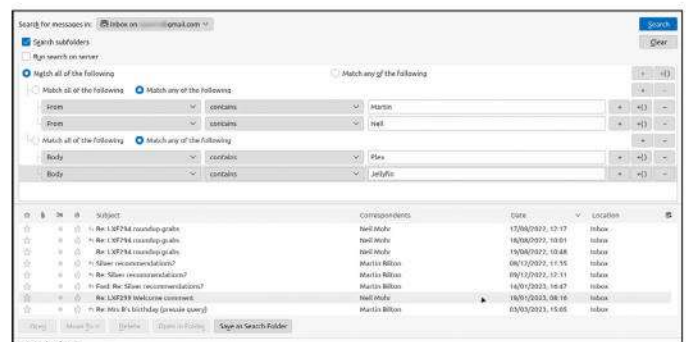 Search for messages in: Inbox on gmail.com Search
Search subfolders Clear
Run search on server
Match all of the following Match any of the following + +()
Match all of the following Match any of the following + -
From contains Martin + +() -
From contains Neil + +() -
Match all of the following Match any of the following + -
Body contains Plex + +() -
Body contains Jellyfin + +() -
Subject Correspondents Date Location
Re: LXF294 roundup grabs Neil Mohr 17/08/2022, 12:17 Inbox
Re: LXF294 roundup grabs Neil Mohr 18/08/2022, 10:01 Inbox
Re: LXF294 roundup grabs Neil Mohr 19/08/2022, 10:48 Inbox
Silver recommendations? Martin Bilton 08/12/2022, 11:55 Inbox
Re: Silver recommendations? Martin Bilton 09/12/2022, 12:11 Inbox
Fwd: Re: Silver recommendations? Martin Bilton 16/01/2023, 16:47 Inbox
Re: LXF299 Welcome comment Neil Mohr 18/01/2023, 08:16 Inbox
Re: Mrs B's birthday (presale query) Martin Bilton 03/03/2023, 15:05 Inbox
Open Move To Delete Open in Folder Save as Search Folder